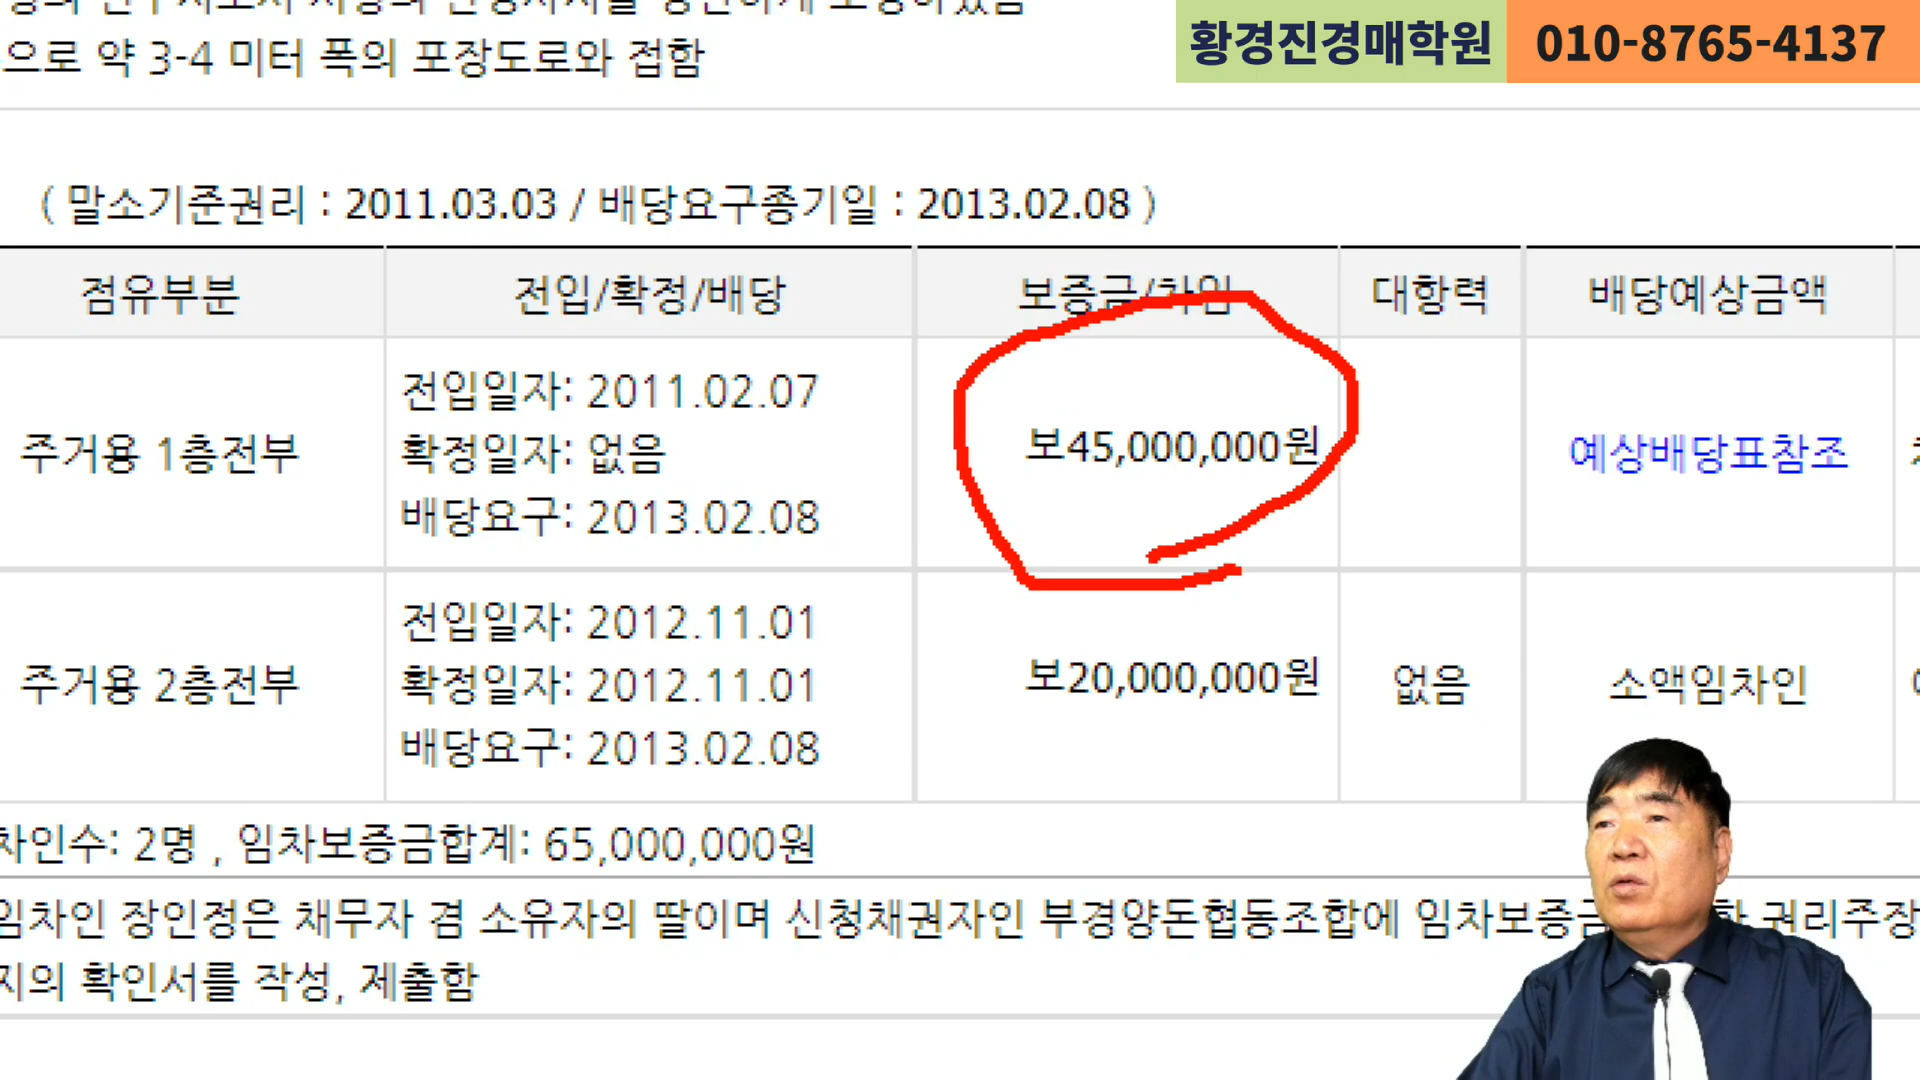 황경진경매학원 010-8765-4137
으로 약 3-4 미터 폭의 포장도로와 접함
( 말소기준권리 : 2011.03.03 / 배당요구종기일 : 2013.02.08 )
점유부분 전입/확정/배당 보증금/차임 대항력 배당예상금액
주거용 1층전부
전입일자: 2011.02.07
확정일자: 없음
배당요구: 2013.02.08
보45,000,000원
예상배당표참조
주거용 2층전부
전입일자: 2012.11.01
확정일자: 2012.11.01
배당요구: 2013.02.08
보20,000,000원
없음
소액임차인
차인수: 2명 , 임차보증금합계: 65,000,000원
임차인 장인정은 채무자 겸 소유자의 딸이며 신청채권자인 부경양돈협동조합에 임차보증금 권리주장
지의 확인서를 작성, 제출함